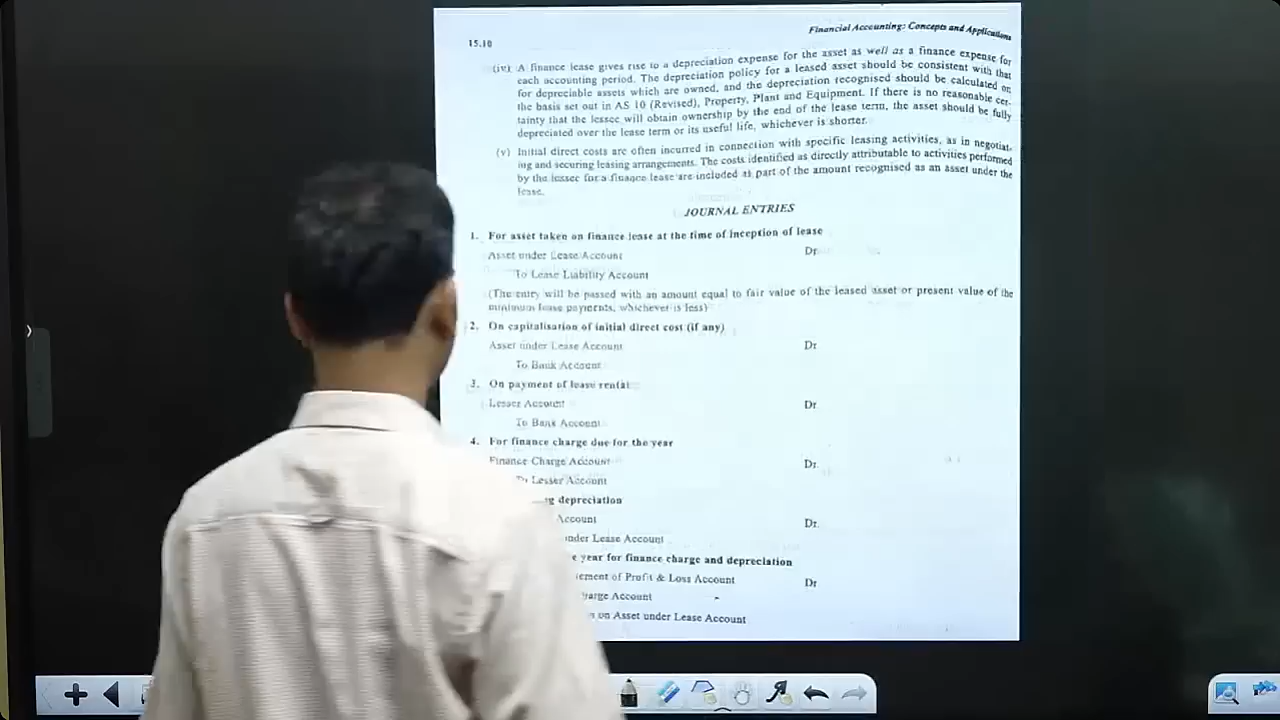 Financial Accounting: Concepts and Applications
15.10
(iv) A finance lease gives rise to a depreciation expense for the asset as well as a finance expense for
each accounting period. The depreciation policy for a leased asset should be consistent with that
for depreciable assets which are owned, and the depreciation recognised should be calculated on
the basis set out in AS 10 (Revised), Property, Plant and Equipment. If there is no reasonable cer-
tainty that the lessee will obtain ownership by the end of the lease term, the asset should be fully
depreciated over the lease term or its useful life, whichever is shorter.
(v) Initial direct costs are often incurred in connection with specific leasing activities, as in negotiat-
ing and securing leasing arrangements. The costs identified as directly attributable to activities performed
by the lessee for a finance lease are included as part of the amount recognised as an asset under the
lease.
JOURNAL ENTRIES
1. For asset taken on finance lease at the time of inception of lease
Asset under Lease Account Dr.
To Lease Liability Account
(The entry will be passed with an amount equal to fair value of the leased asset or present value of the
minimum lease payments, whichever is less)
2. On capitalisation of initial direct cost (if any)
Asset under Lease Account Dr
To Bank Account
3. On payment of lease rental
Lesser Account Dr
To Bank Account
4. For finance charge due for the year
Finance Charge Account Dr.
To Lesser Account
depreciation
Account Dr.
under Lease Account
year for finance charge and depreciation
of Profit & Loss Account Dr
Account
on Asset under Lease Account